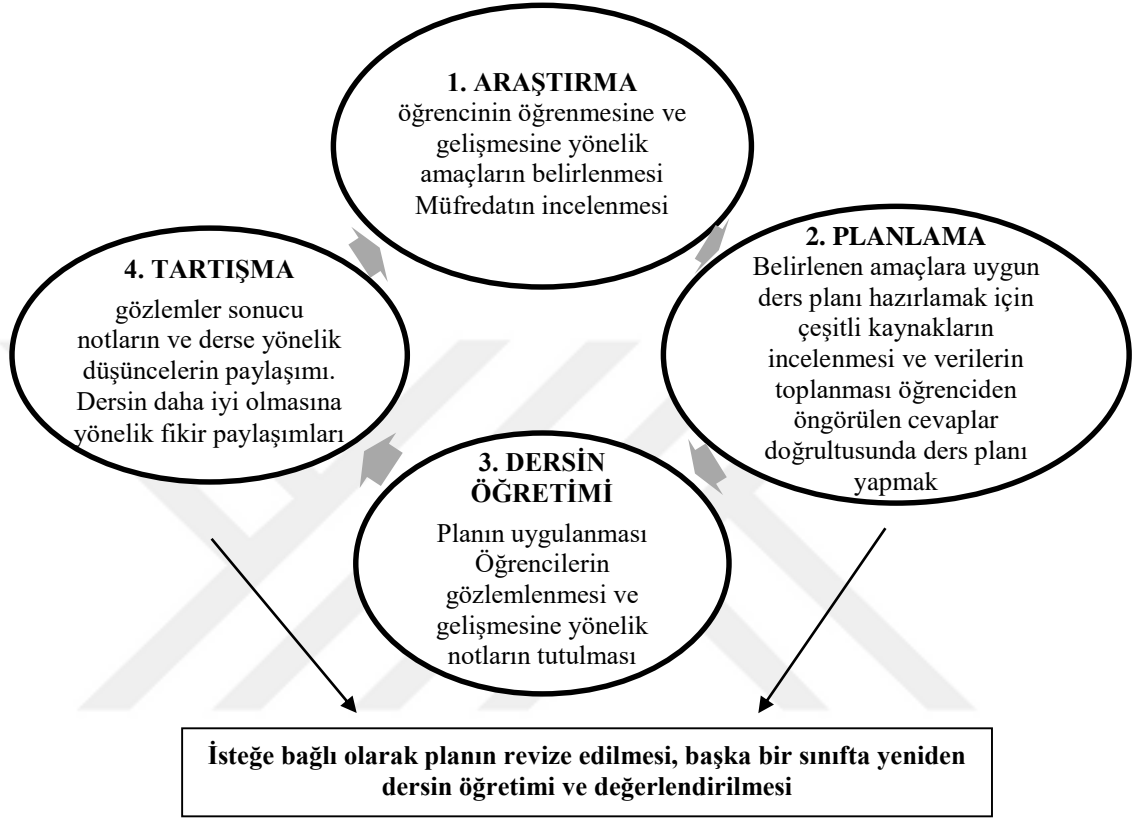 1. ARAŞTIRMA
öğrencinin öğrenmesine ve
gelişmesine yönelik
amaçların belirlenmesi
Müfredatın incelenmesi
2. PLANLAMA
Belirlenen amaçlara uygun
ders planı hazırlamak için
çeşitli kaynakların
incelenmesi ve verilerin
toplanması öğrenciden
öngörülen cevaplar
doğrultusunda ders planı
yapmak
3. DERSİN
ÖĞRETİMİ
Planın uygulanması
Öğrencilerin
gözlemlenmesi ve
gelişmesine yönelik
notların tutulması
4. TARTIŞMA
gözlemler sonucu
notların ve derse yönelik
düşüncelerin paylaşımı.
Dersin daha iyi olmasına
yönelik fikir paylaşımları
İsteğe bağlı olarak planın revize edilmesi, başka bir sınıfta yeniden
dersin öğretimi ve değerlendirilmesi